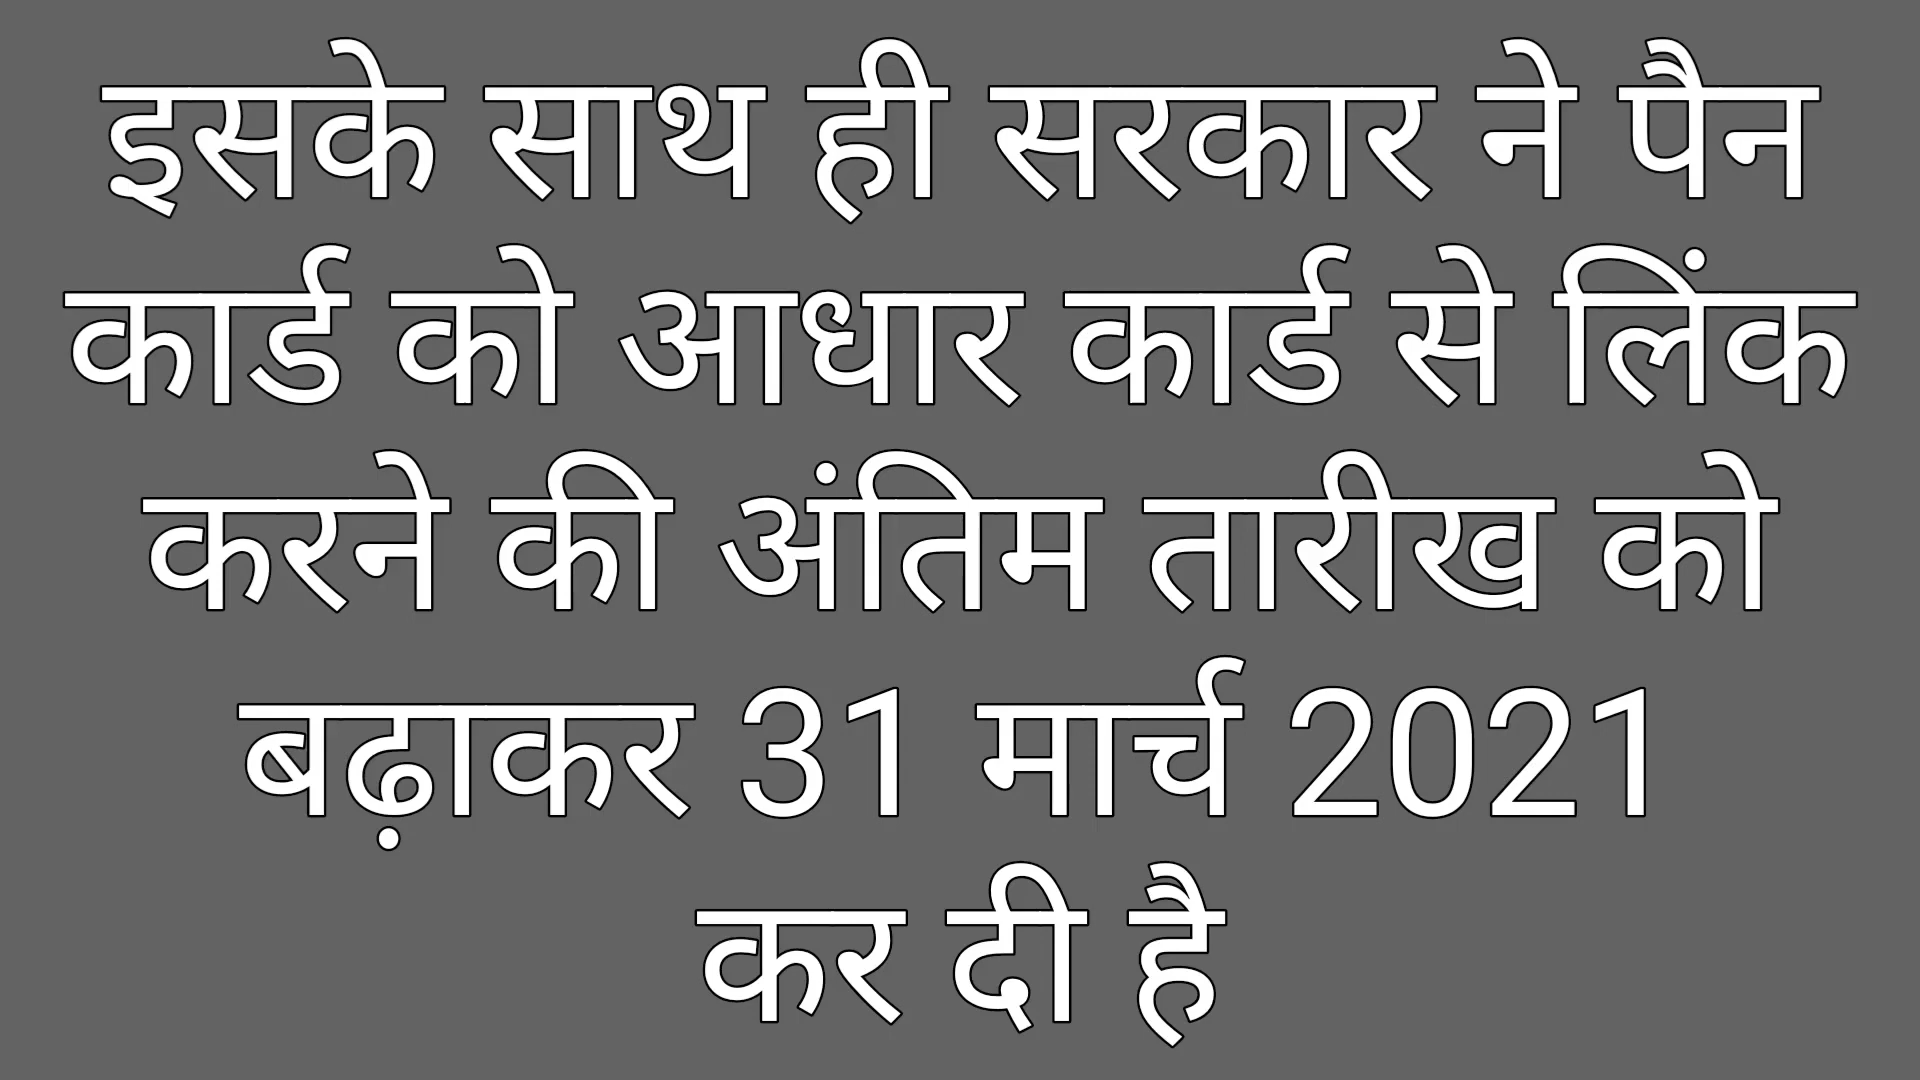 इसके साथ ही सरकार ने पैन
कार्ड को आधार कार्ड से लिंक
करने की अंतिम तारीख को
बढ़ाकर 31 मार्च 2021
कर दी है